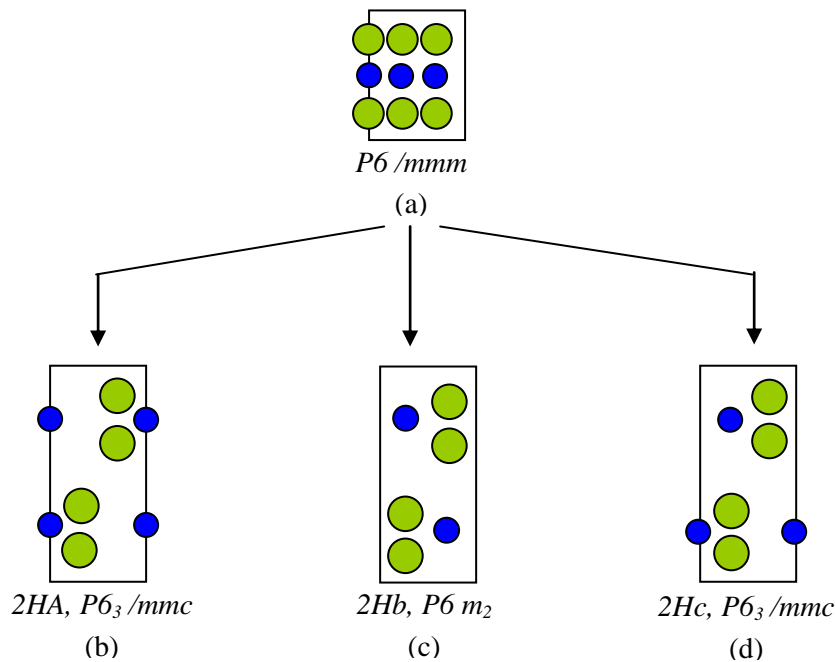 P6 /mmm
(a)
2HA, P6₃ /mmc
2Hb, P6 m₂
2Hc, P6₃ /mmc
(b)
(c)
(d)